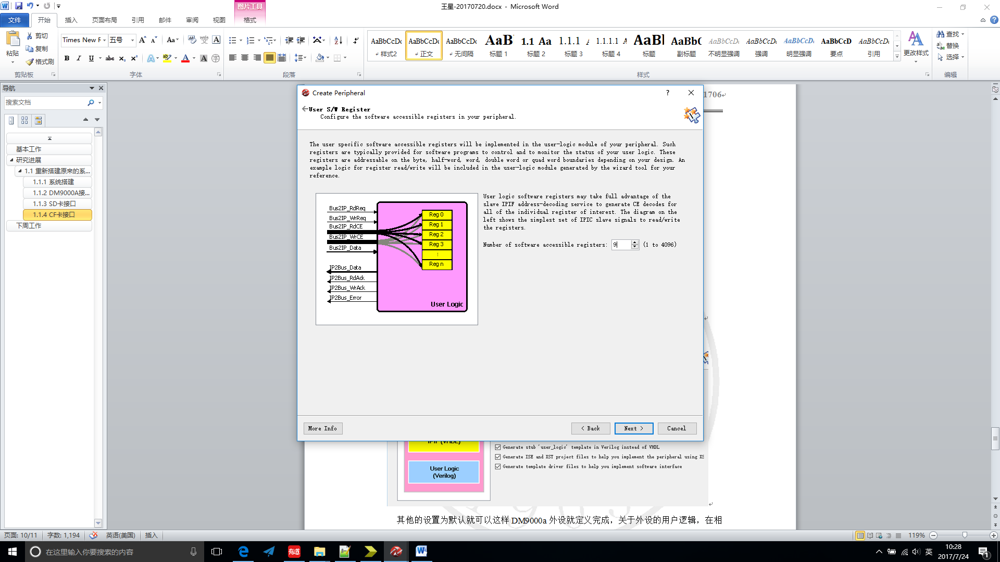 王星-20170720.docx - Microsoft Word
图片工具
文件 开始 插入 页面布局 引用 邮件 审阅 视图 格式
粘贴 剪切 复制 格式刷
Times New F 五号
AaBbCcDc AaBbCcDc AaBbCcDc AaB 1.1 Aa 1.1.1 1.1.1.1 AaBl AaBbC AaBbCcD AaBbCcDc AaBbCcD AaBbCcD AaBbCcDc
样式2 正文 无间隔 标题 1 标题 2 标题 3 标题 4 标题 副标题 不明显强调 强调 明显强调 要点 引用
更改样式
查找 替换 选择
剪贴板 字体 段落 样式 编辑
导航
搜索文档
基本工作
研究进展
1.1 重新搭建原来的系...
1.1.1 系统搭建
1.1.2 DM9000A接...
1.1.3 SD卡接口
1.1.4 CF卡接口
下周工作
1706
Create Peripheral
User S/W Register
Configure the software accessible registers in your peripheral.
The user specific software accessible registers will be implemented in the user-logic module of your peripheral. Such
registers are typically provided for software programs to control and to monitor the status of your user logic. These
registers are addressable on the byte, half-word, word, double word or quad word boundaries depending on your design. An
example logic for register read/write will be included in the user-logic module generated by the wizard tool for your
reference.
Bus2IP_RdReq
Bus2IP_WrReq
Bus2IP_RdCE
Bus2IP_WrCE
Bus2IP_Data
IP2Bus_Data
IP2Bus_RdAck
IP2Bus_WrAck
IP2Bus_Error
Reg 0
Reg 1
Reg 2
Reg 3
Reg n
User Logic
User logic software registers may take full advantage of the
slave IPIF address-decoding service to generate CE decodes for
all of the individual register of interest. The diagram on the
left shows the simplest set of IPIC slave signals to read/write
the registers.
Number of software accessible registers: 9 (1 to 4096)
More Info < Back Next > Cancel
IPIF (VHDL)
User Logic
(Verilog)
Generate stub 'user_logic' template in Verilog instead of VHDL
Generate ISE and XST project files to help you implement the peripheral using XS
Generate template driver files to help you implement software interface
其他的设置为默认就可以这样 DM9000a 外设就定义完成，关于外设的用户逻辑，在相
页面: 10/11 字数: 1,194 英语(美国) 插入 119%
在这里输入你要搜索的内容
有道
英
10:28
2017/7/24
1